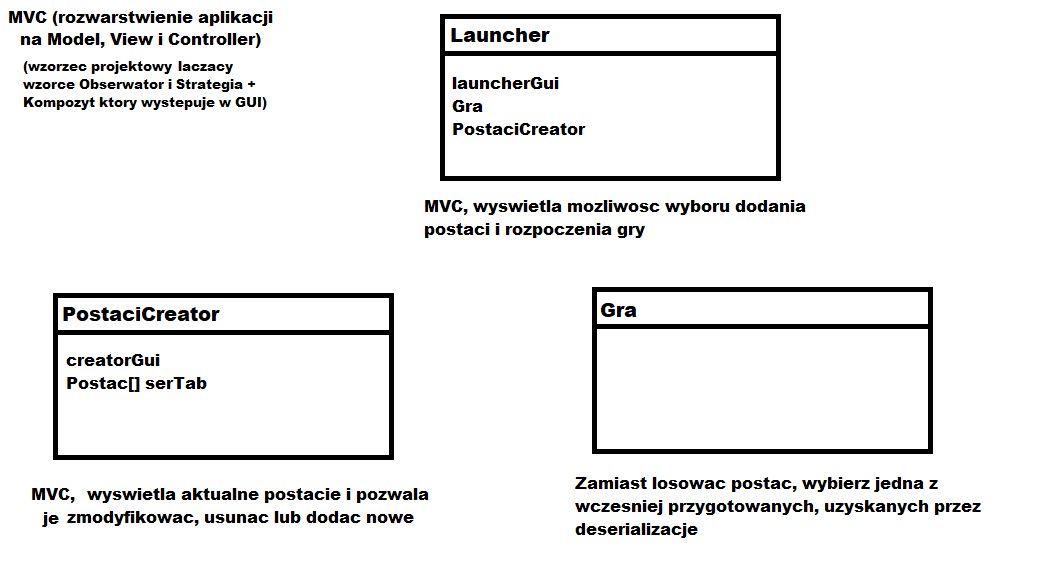 MVC (rozwarstwienie aplikacji
na Model, View i Controller)
(wzorzec projektowy laczacy
wzorce Obserwator i Strategia +
Kompozyt ktory wystepuje w GUI)
Launcher
launcherGui
Gra
PostaciCreator
MVC, wyswietla mozliwosc wyboru dodania
postaci i rozpoczenia gry
PostaciCreator
creatorGui
Postac[] serTab
MVC, wyswietla aktualne postacie i pozwala
je zmodyfikowac, usunac lub dodac nowe
Gra
Zamiast losowac postac, wybierz jedna z
wczesniej przygotowanych, uzyskanych przez
deserializacje